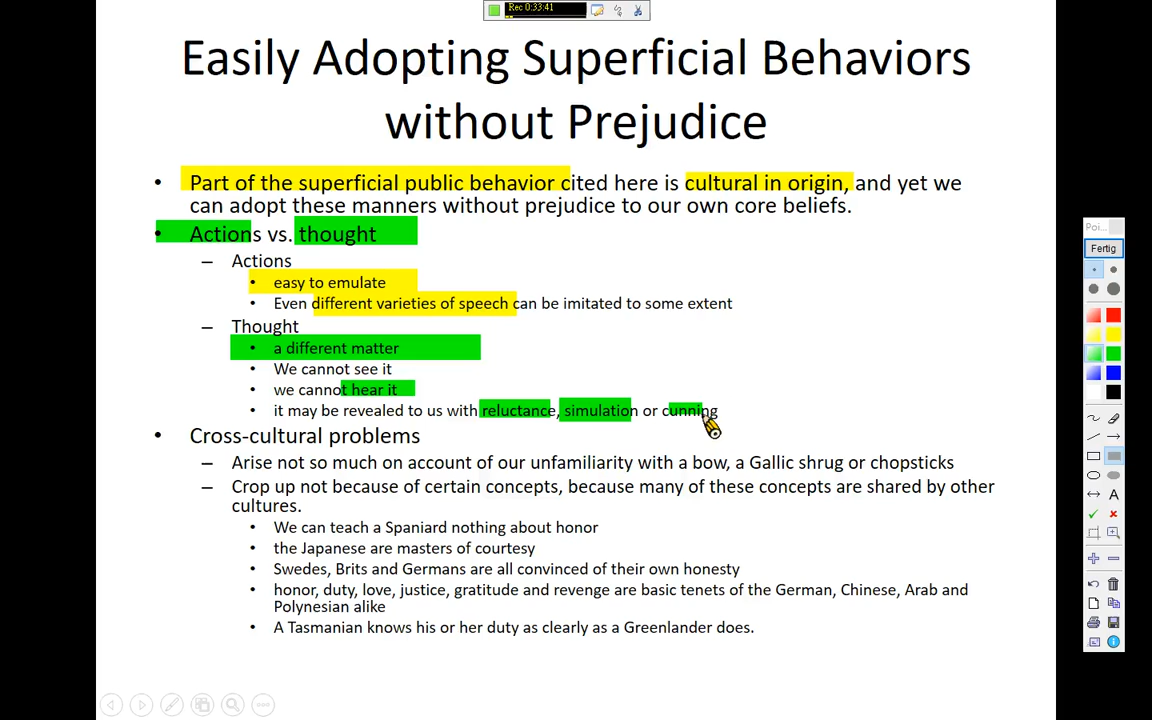 Rec 0:33:41
Easily Adopting Superficial Behaviors
without Prejudice
• Part of the superficial public behavior cited here is cultural in origin, and yet we
can adopt these manners without prejudice to our own core beliefs.
• Actions vs. thought
– Actions
• easy to emulate
• Even different varieties of speech can be imitated to some extent
– Thought
• a different matter
• We cannot see it
• we cannot hear it
• it may be revealed to us with reluctance, simulation or cunning
• Cross-cultural problems
– Arise not so much on account of our unfamiliarity with a bow, a Gallic shrug or chopsticks
– Crop up not because of certain concepts, because many of these concepts are shared by other
cultures.
• We can teach a Spaniard nothing about honor
• the Japanese are masters of courtesy
• Swedes, Brits and Germans are all convinced of their own honesty
• honor, duty, love, justice, gratitude and revenge are basic tenets of the German, Chinese, Arab and
Polynesian alike
• A Tasmanian knows his or her duty as clearly as a Greenlander does.
Poi...
Fertig
A